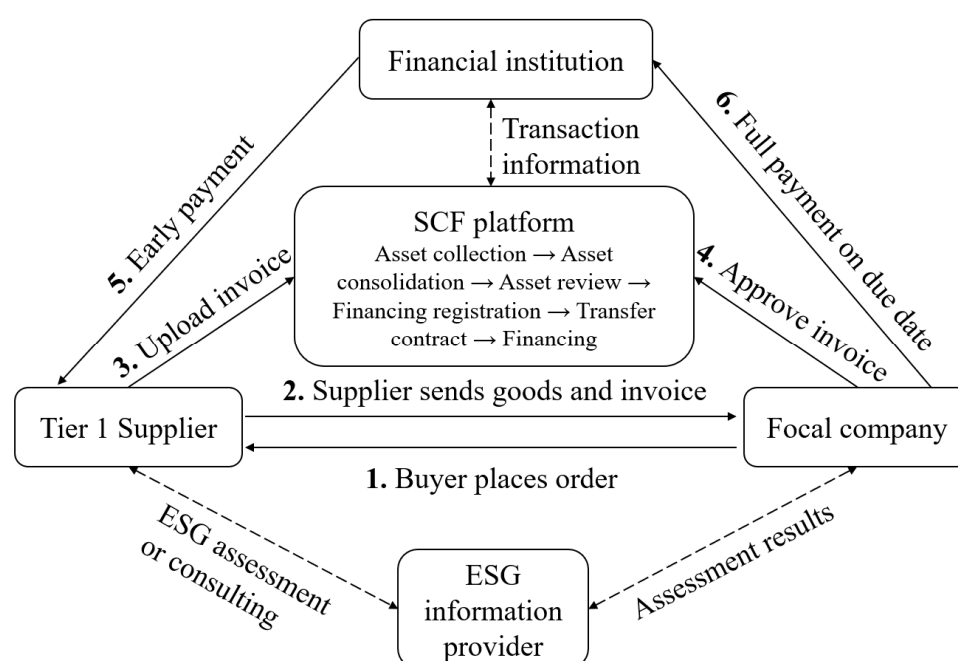 Financial institution
Transaction
information
5. Early payment
6. Full payment on due date
SCF platform
Asset collection → Asset
consolidation → Asset review →
Financing registration → Transfer
contract → Financing
3. Upload invoice
4. Approve invoice
2. Supplier sends goods and invoice
Tier 1 Supplier
Focal company
1. Buyer places order
ESG assessment
or consulting
Assessment results
ESG
information
provider